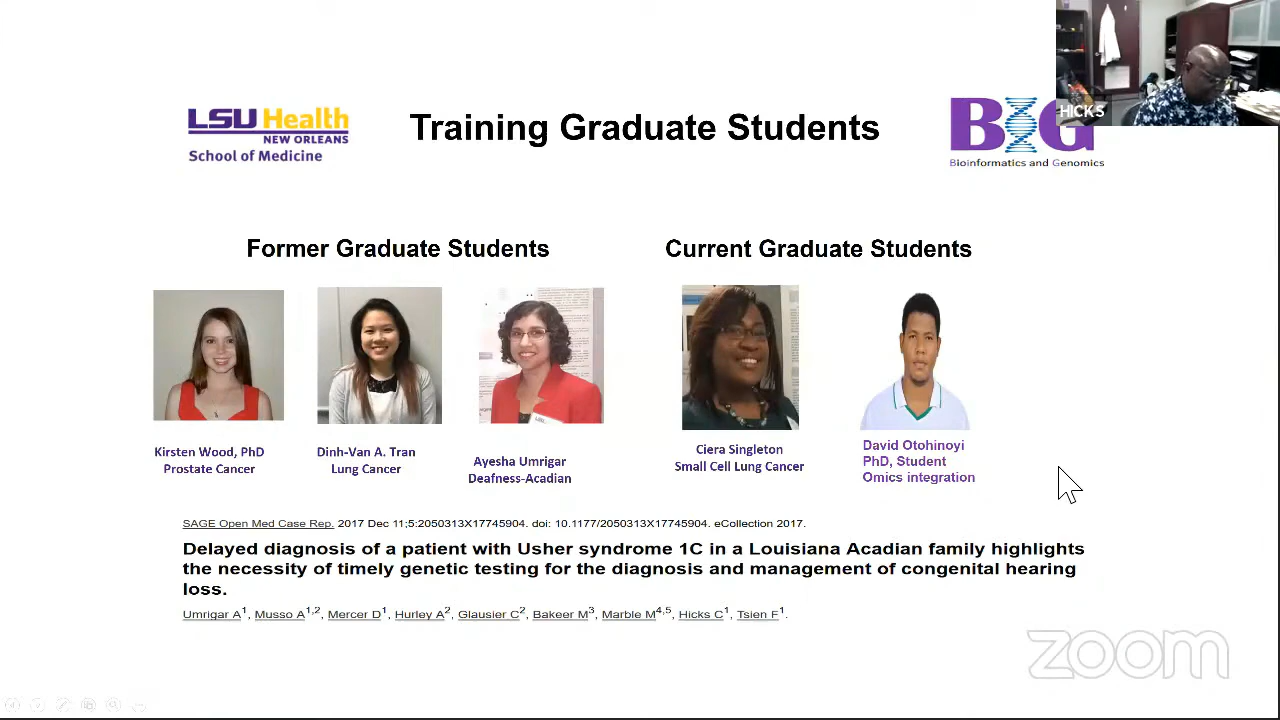 LSU Health
NEW ORLEANS
School of Medicine
Training Graduate Students
HICKS
BiG
Bioinformatics and Genomics
Former Graduate Students
Current Graduate Students
Kirsten Wood, PhD
Prostate Cancer
Dinh-Van A. Tran
Lung Cancer
Ayesha Umrigar
Deafness-Acadian
Ciera Singleton
Small Cell Lung Cancer
David Otohinoyi
PhD, Student
Omics integration
SAGE Open Med Case Rep. 2017 Dec 11;5:2050313X17745904. doi: 10.1177/2050313X17745904. eCollection 2017.
Delayed diagnosis of a patient with Usher syndrome 1C in a Louisiana Acadian family highlights
the necessity of timely genetic testing for the diagnosis and management of congenital hearing
loss.
Umrigar A1, Musso A1,2, Mercer D1, Hurley A2, Glausier C2, Bakeer M3, Marble M4,5, Hicks C1, Tsien F1.
zoom